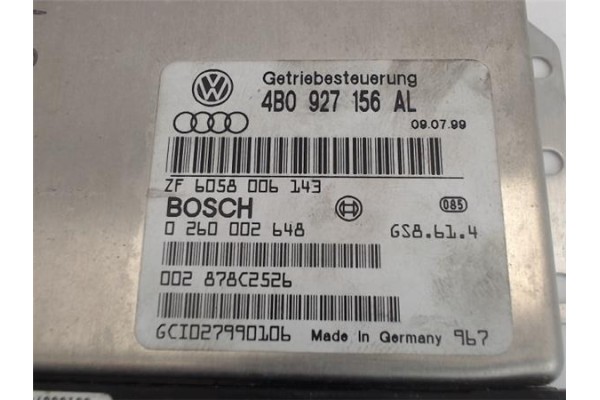 Getriebesteuerung
4B0 927 156 AL
09.07.99
ZF 6058 006 143
BOSCH
085
0 260 002 648 GS8.61.4
002 878C2526
GCID27990106 Made In Germany 967